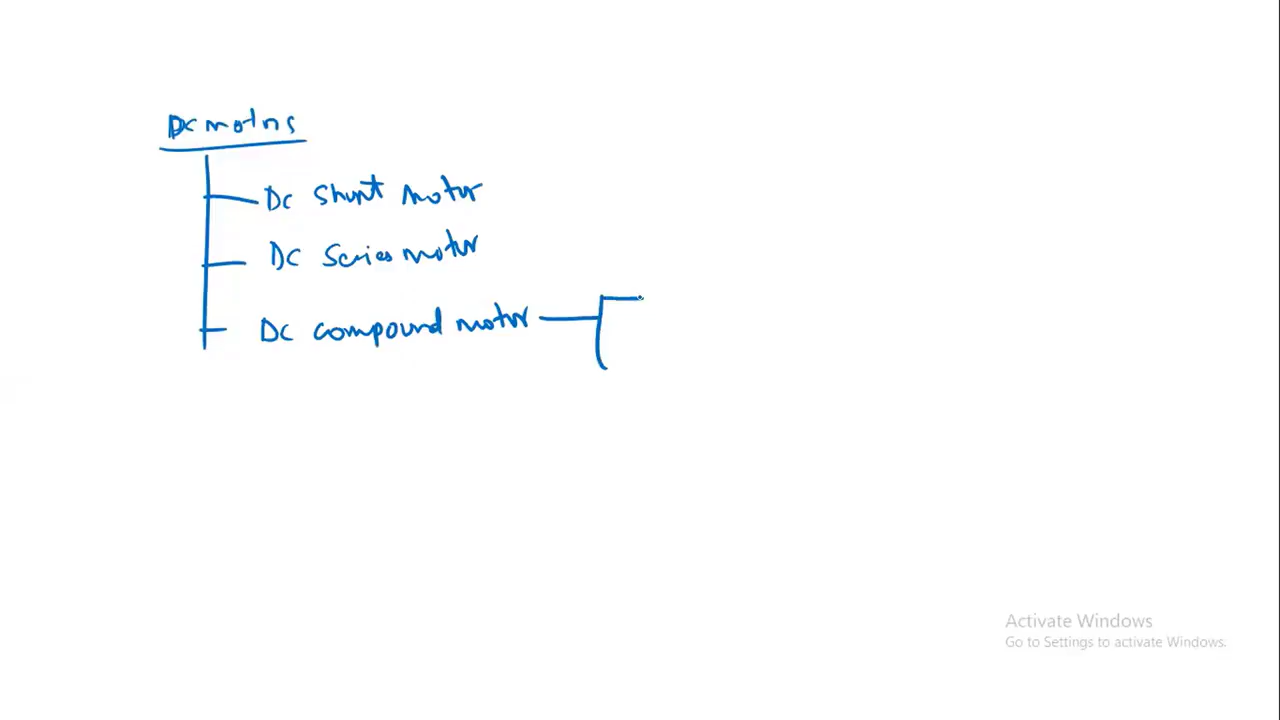 DC motors
DC Shunt motor
DC Series motor
DC compound motor
Activate Windows
Go to Settings to activate Windows.